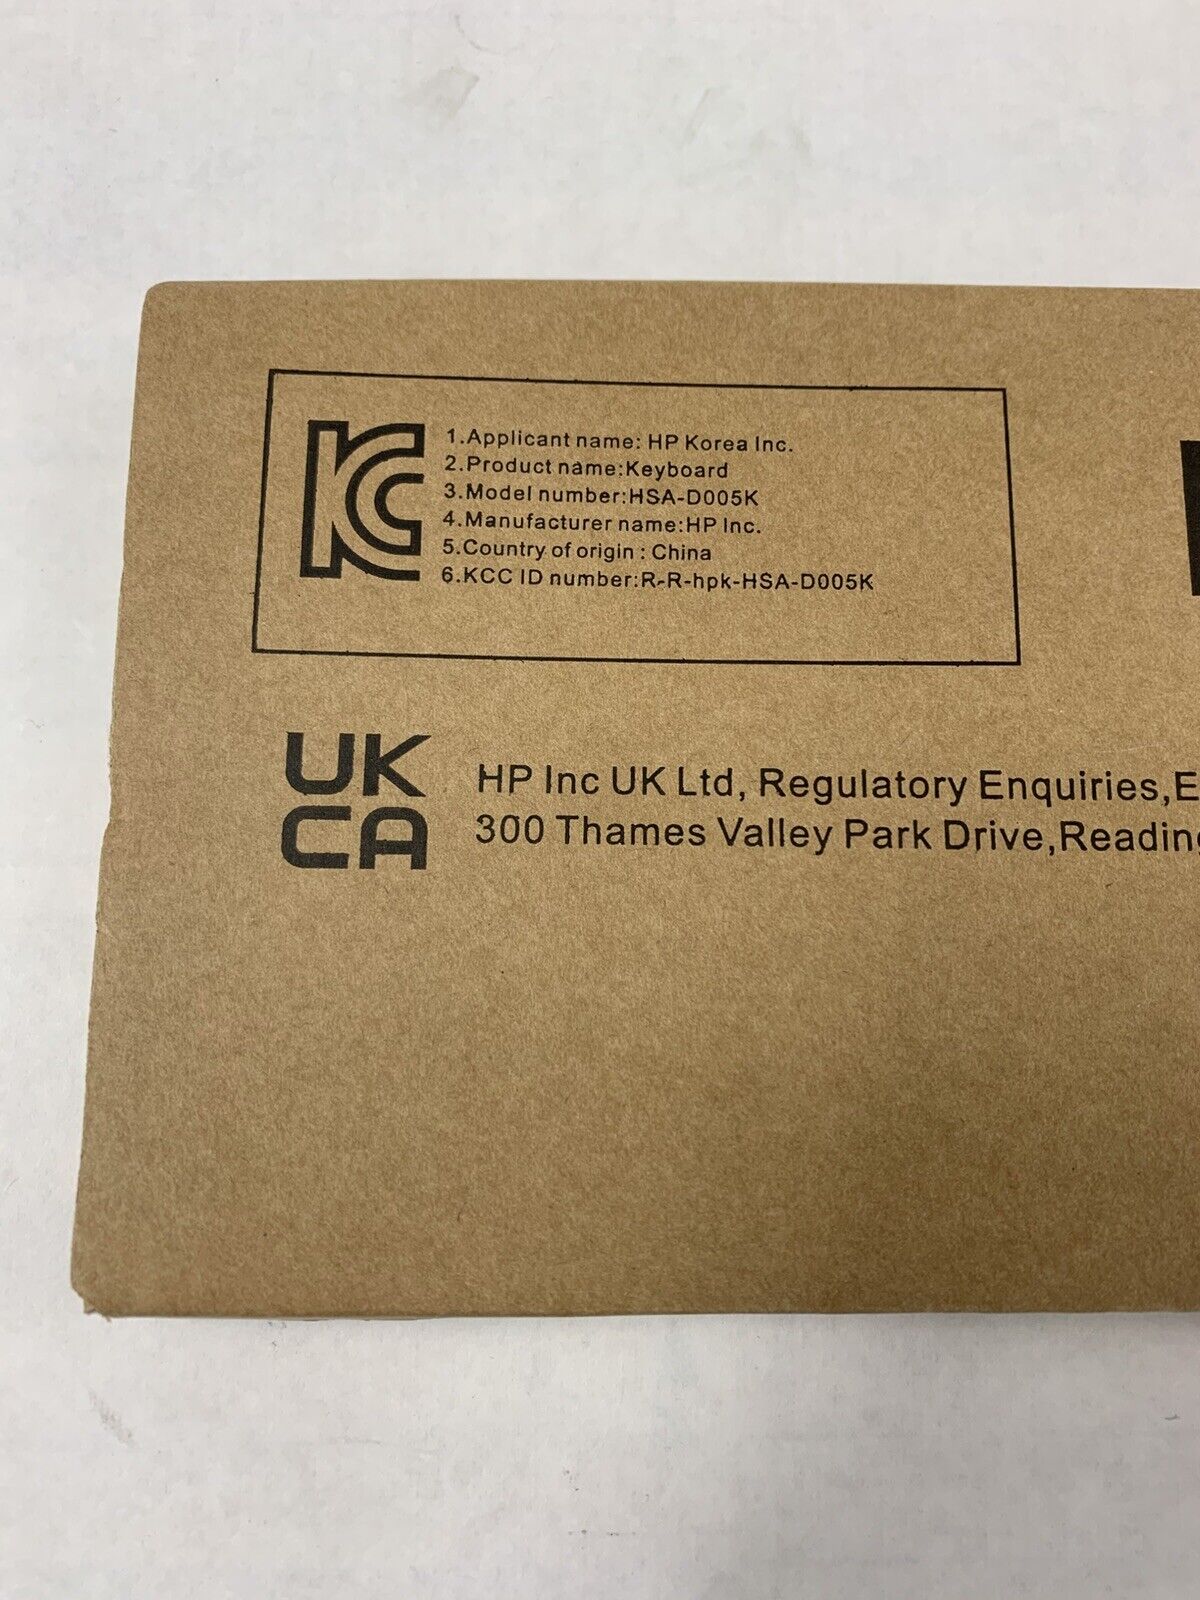 KC
1.Applicant name: HP Korea Inc.
2.Product name:Keyboard
3.Model number:HSA-D005K
4.Manufacturer name:HP Inc.
5.Country of origin : China
6.KCC ID number:R-R-hpk-HSA-D005K
UK
CA
HP Inc UK Ltd, Regulatory Enquiries,E
300 Thames Valley Park Drive,Reading